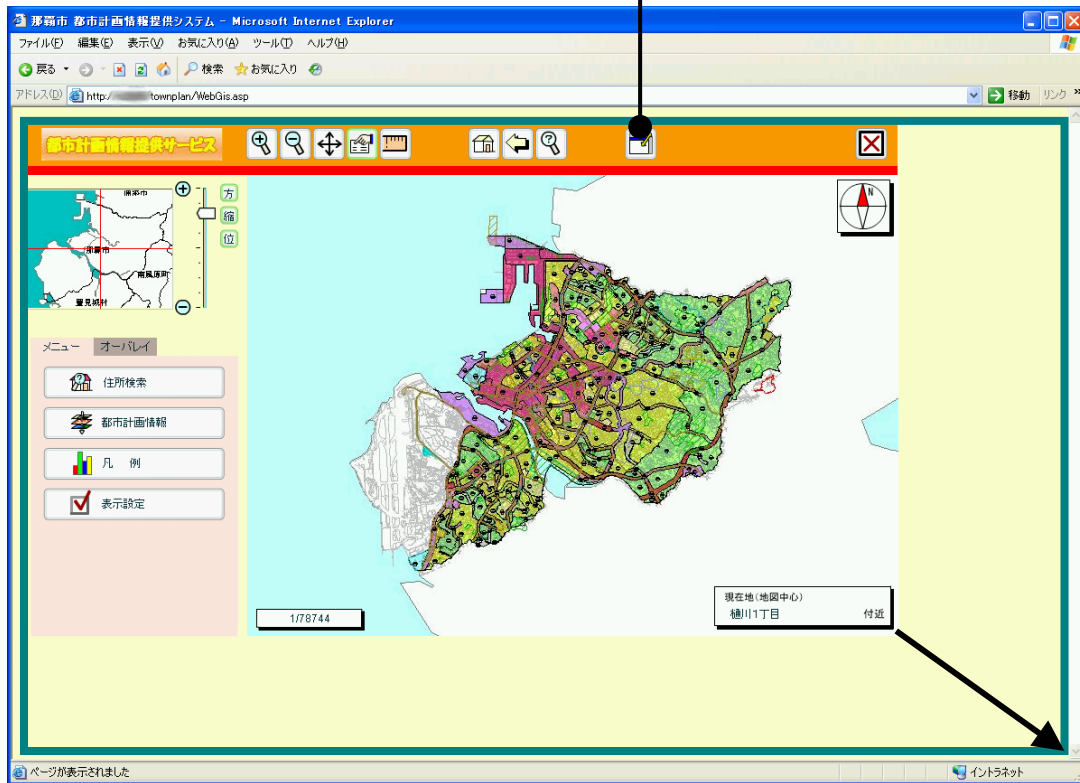 那覇市 都市計画情報提供システム - Microsoft Internet Explorer
ファイル(F) 編集(E) 表示(V) お気に入り(A) ツール(T) ヘルプ(H)
戻る 検索 お気に入り
アドレス(D) http:/ townplan/WebGis.asp 移動 リンク »
都市計画情報提供サービス
方
縮
位
那覇市
南風原町
豊見城村
N
メニュー オーバレイ
住所検索
都市計画情報
凡 例
表示設定
1/78744
現在地(地図中心)
樋川1丁目 付近
ページが表示されました イントラネット